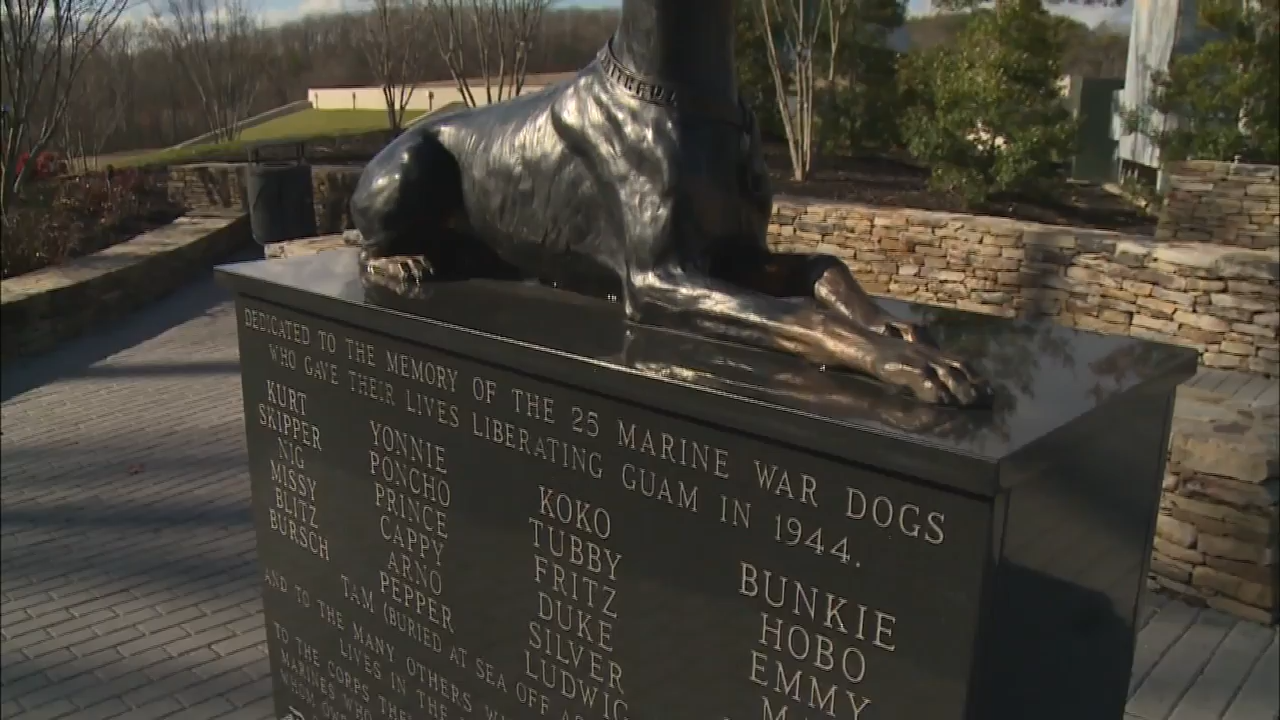 DEDICATED TO THE MEMORY OF THE 25 MARINE WAR DOGS
WHO GAVE THEIR LIVES LIBERATING GUAM IN 1944.
KURT
SKIPPER
NIG
MISSY
BLITZ
BURSCH
YONNIE
PONCHO
PRINCE
CAPPY
ARNO
PEPPER
KOKO
TUBBY
FRITZ
DUKE
SILVER
LUDWIG
BUNKIE
HOBO
EMMY
TAM (BURIED AT SEA OFF
AND TO THE MANY OTHERS
LIVES IN THE
TO THE CORPS
MARINES WHO
WHOM